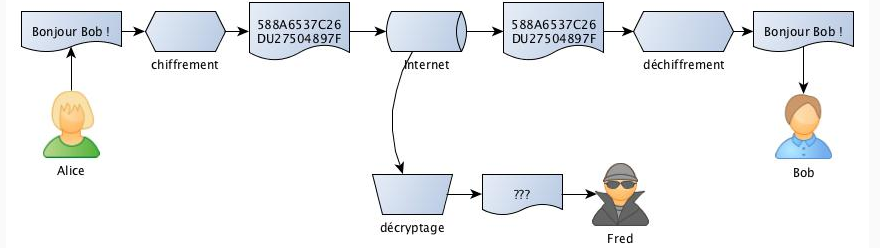 Bonjour Bob !
588A6537C26
DU27504897F
588A6537C26
DU27504897F
Bonjour Bob !
chiffrement
Internet
déchiffrement
Alice
Bob
???
décryptage
Fred